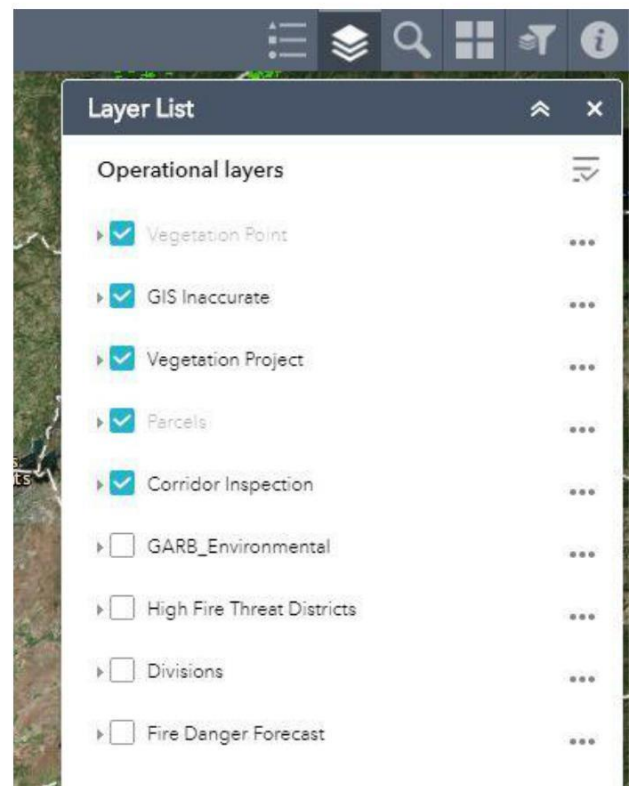 Layer List
Operational layers
Vegetation Point
GIS Inaccurate
Vegetation Project
Parcels
Corridor Inspection
GARB_Environmental
High Fire Threat Districts
Divisions
Fire Danger Forecast